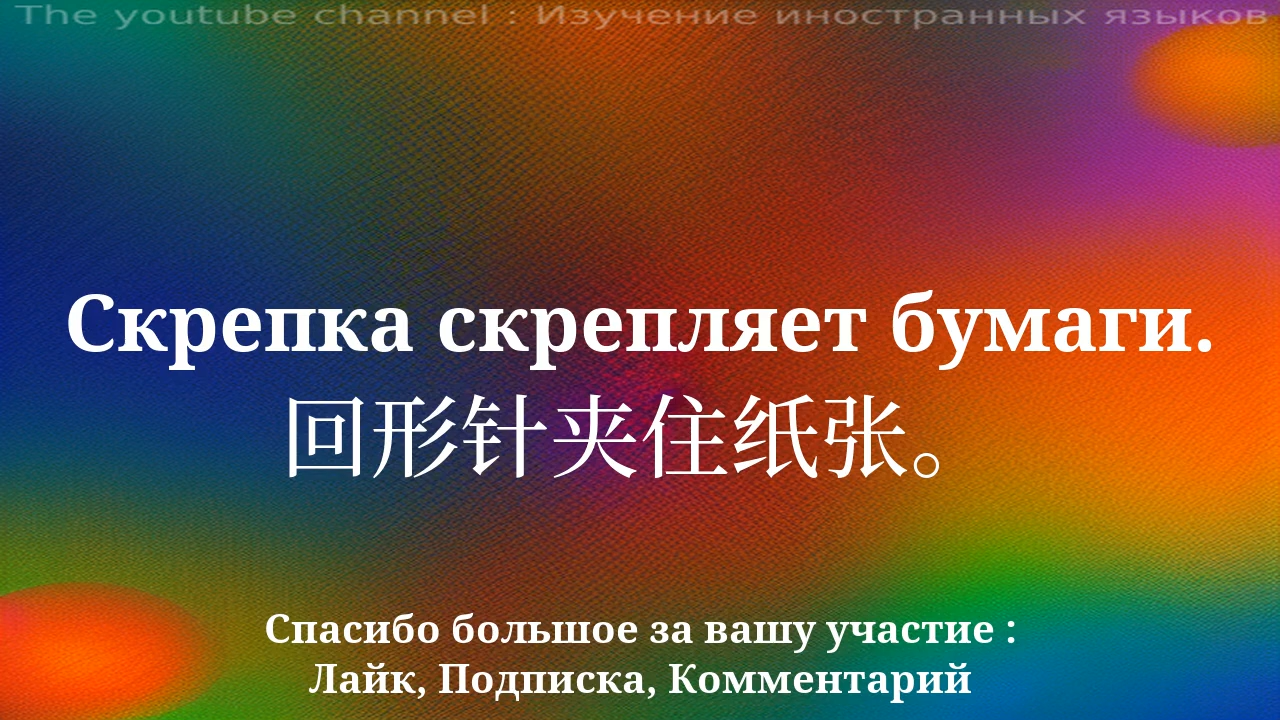 The youtube channel : Изучение иностранных языков
Скрепка скрепляет бумаги.
回形针夹住纸张。
Спасибо большое за вашу участие :
Лайк, Подписка, Комментарий